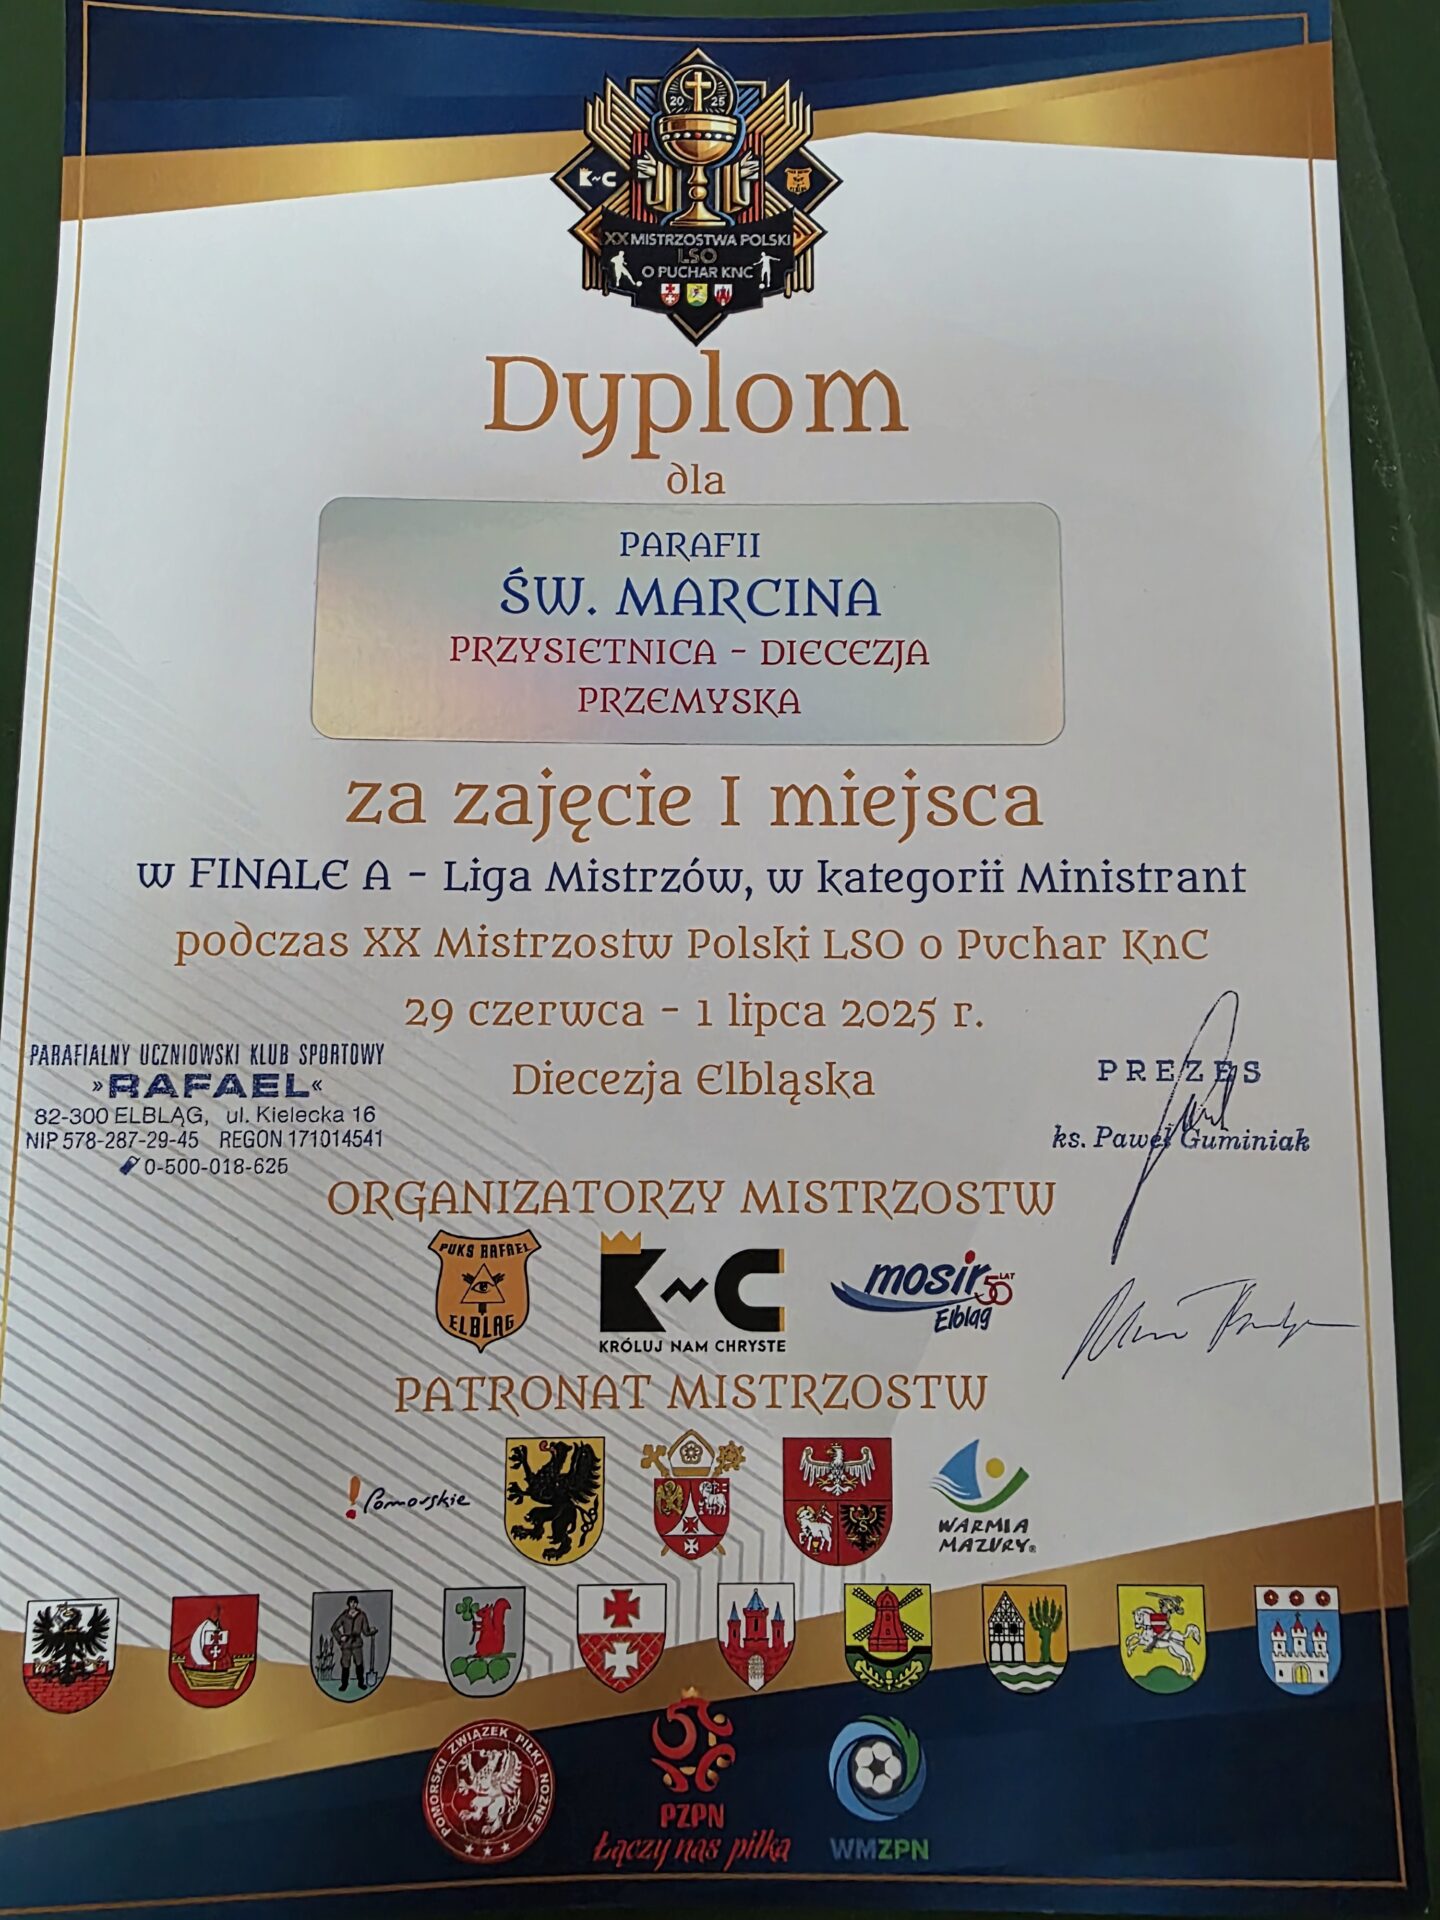 20 25
K~C
XX MISTRZOSTWA POLSKI
LSO
O PUCHAR KNC
Dyplom
dla
PARAFII
ŚW. MARCINA
PRZYSIETNICA - DIECEZJA
PRZEMYSKA
za zajęcie I miejsca
w FINALE A - Liga Mistrzów, w kategorii Ministrant
podczas XX Mistrzostw Polski LSO o Puchar KnC
29 czerwca - 1 lipca 2025 r.
Diecezja Elbląska
PARAFIALNY UCZNIOWSKI KLUB SPORTOWY
»RAFAEL«
82-300 ELBLĄG, ul. Kielecka 16
NIP 578-287-29-45 REGON 171014541
0-500-018-625
PREZES
ks. Paweł Guminiak
ORGANIZATORZY MISTRZOSTW
PUKS RAFAEL
ELBLĄG
K~C
KRÓLUJ NAM CHRYSTE
mosir 50 LAT
Elbląg
PATRONAT MISTRZOSTW
!Pomorskie
WARMIA
MAZURY®
POMORSKI ZWIĄZEK PIŁKI NOŻNEJ
PZPN
Łączy nas piłka
WMZPN